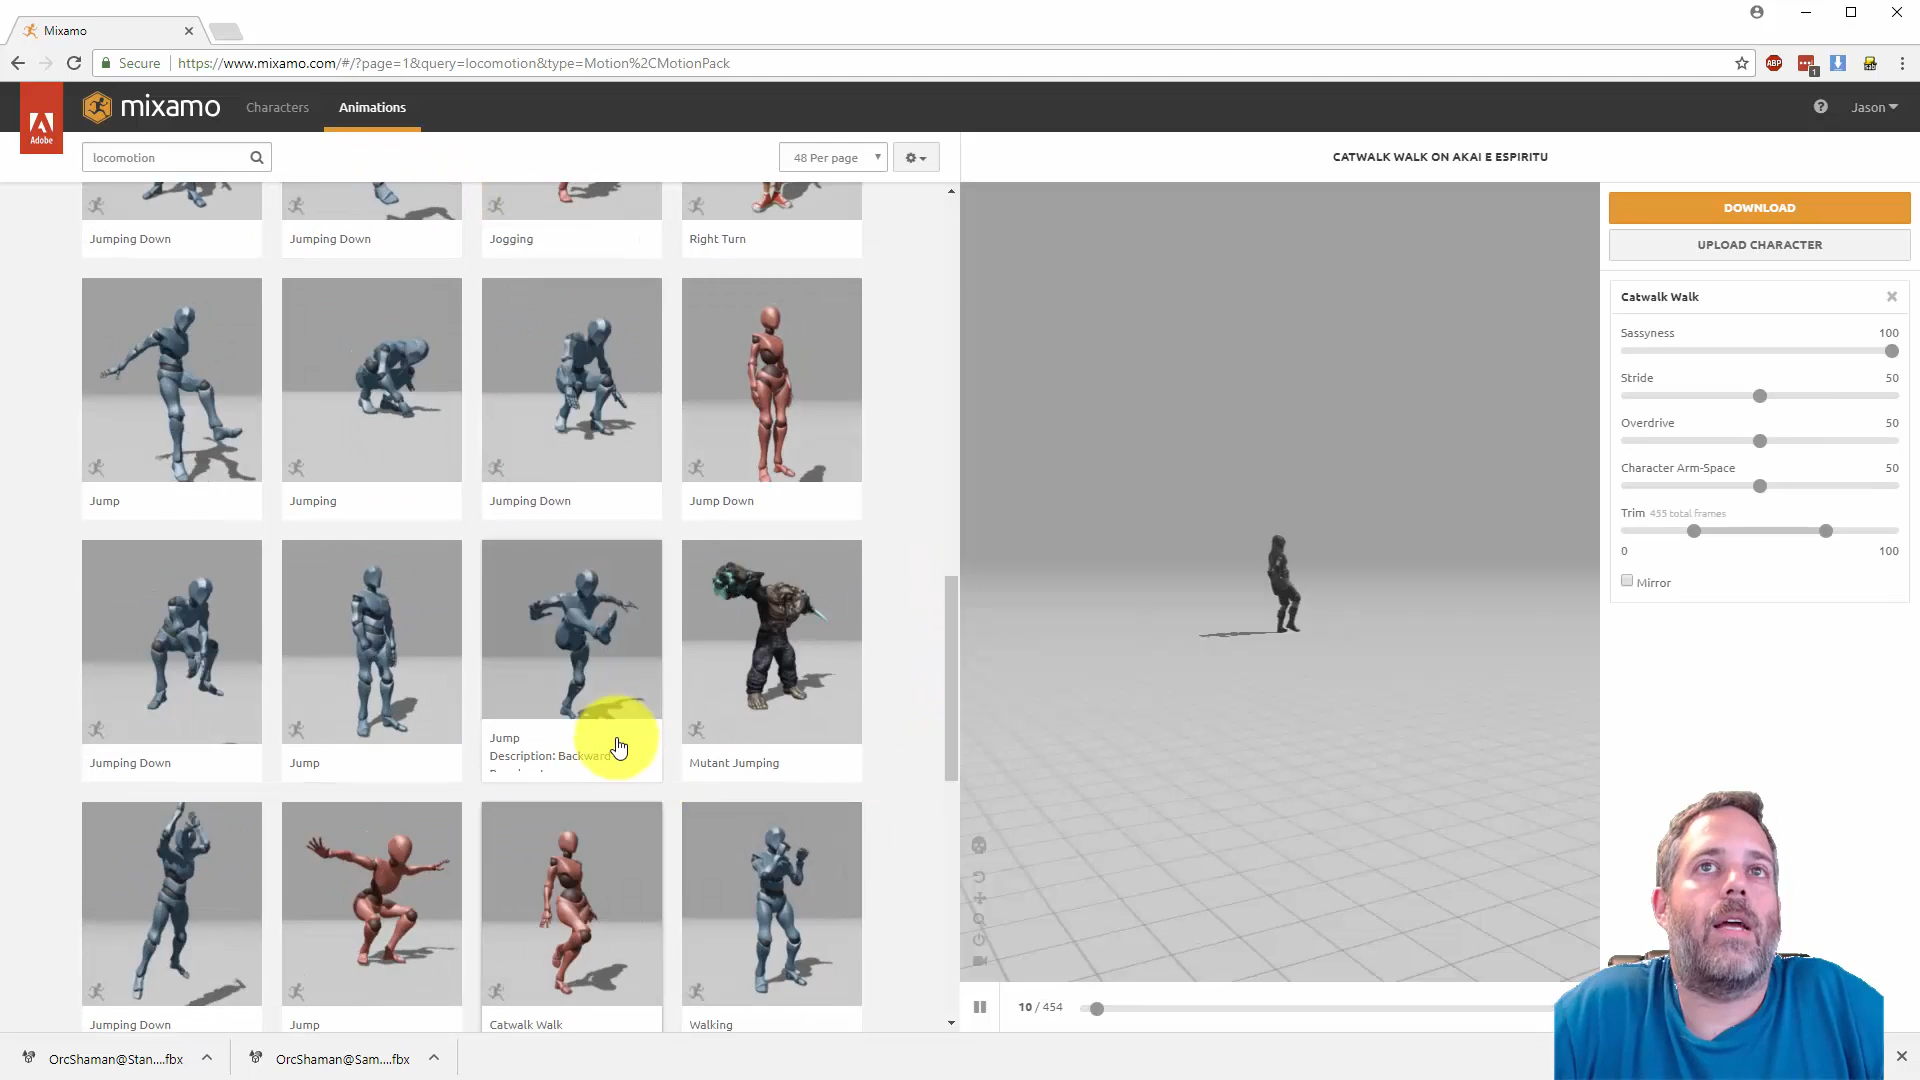 Mixamo
Secure
https://www.mixamo.com/#/?page=1&query=locomotion&type=Motion%2CMotionPack
ABP
1
Adobe
mixamo
Characters
Animations
Jason
locomotion
48 Per page
CATWALK WALK ON AKAI E ESPIRITU
DOWNLOAD
UPLOAD CHARACTER
Jumping Down
Jumping Down
Jogging
Right Turn
Catwalk Walk
Sassyness
100
Stride
50
Overdrive
50
Character Arm-Space
50
Trim 455 total frames
0
100
Mirror
Jump
Jumping
Jumping Down
Jump Down
Jumping Down
Jump
Jump
Description: Backward
Mutant Jumping
Jumping Down
Jump
Catwalk Walk
Walking
10 / 454
OrcShaman@Stan....fbx
OrcShaman@Sam....fbx